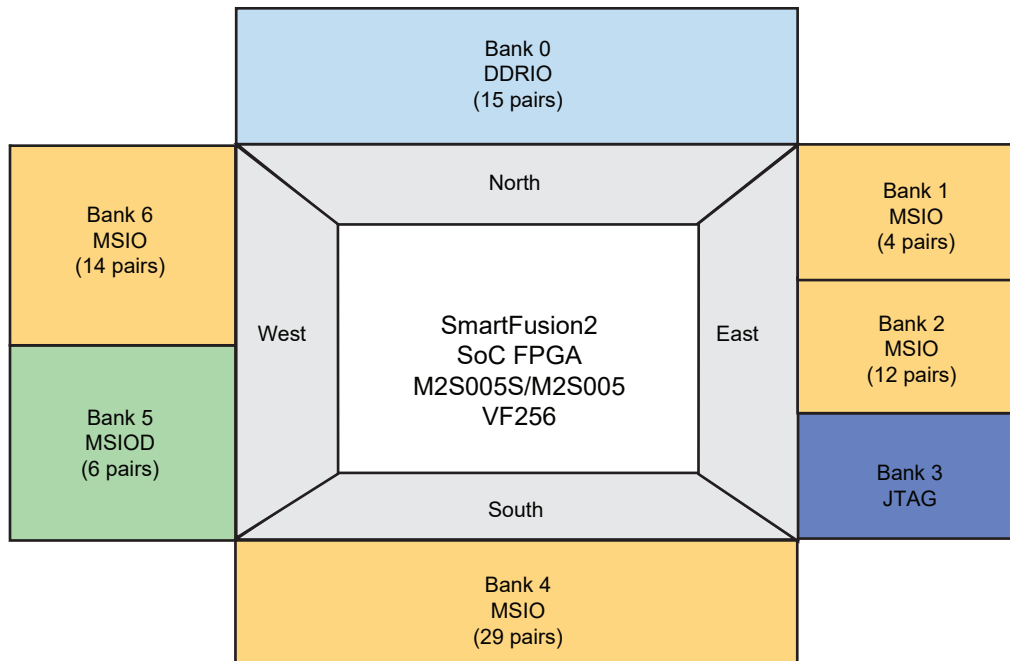 Bank 0
DDRIO
(15 pairs)
North
Bank 6
MSIO
(14 pairs)
Bank 1
MSIO
(4 pairs)
West
SmartFusion2
SoC FPGA
M2S005S/M2S005
VF256
East
Bank 2
MSIO
(12 pairs)
Bank 5
MSIOD
(6 pairs)
Bank 3
JTAG
South
Bank 4
MSIO
(29 pairs)